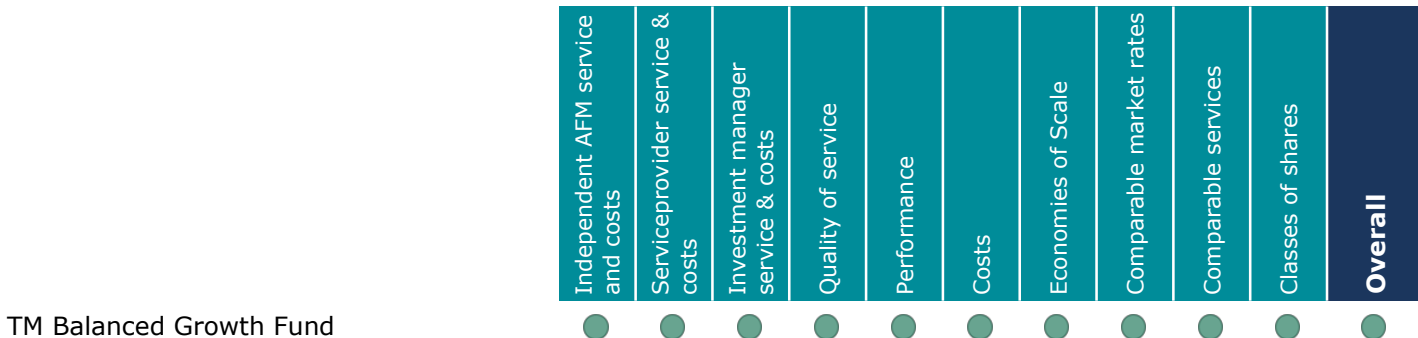 Independent AFM service
and costs
Serviceprovider service &
costs
Investment manager
service & costs
Quality of service
Performance
Costs
Economies of Scale
Comparable market rates
Comparable services
Classes of shares
Overall
TM Balanced Growth Fund